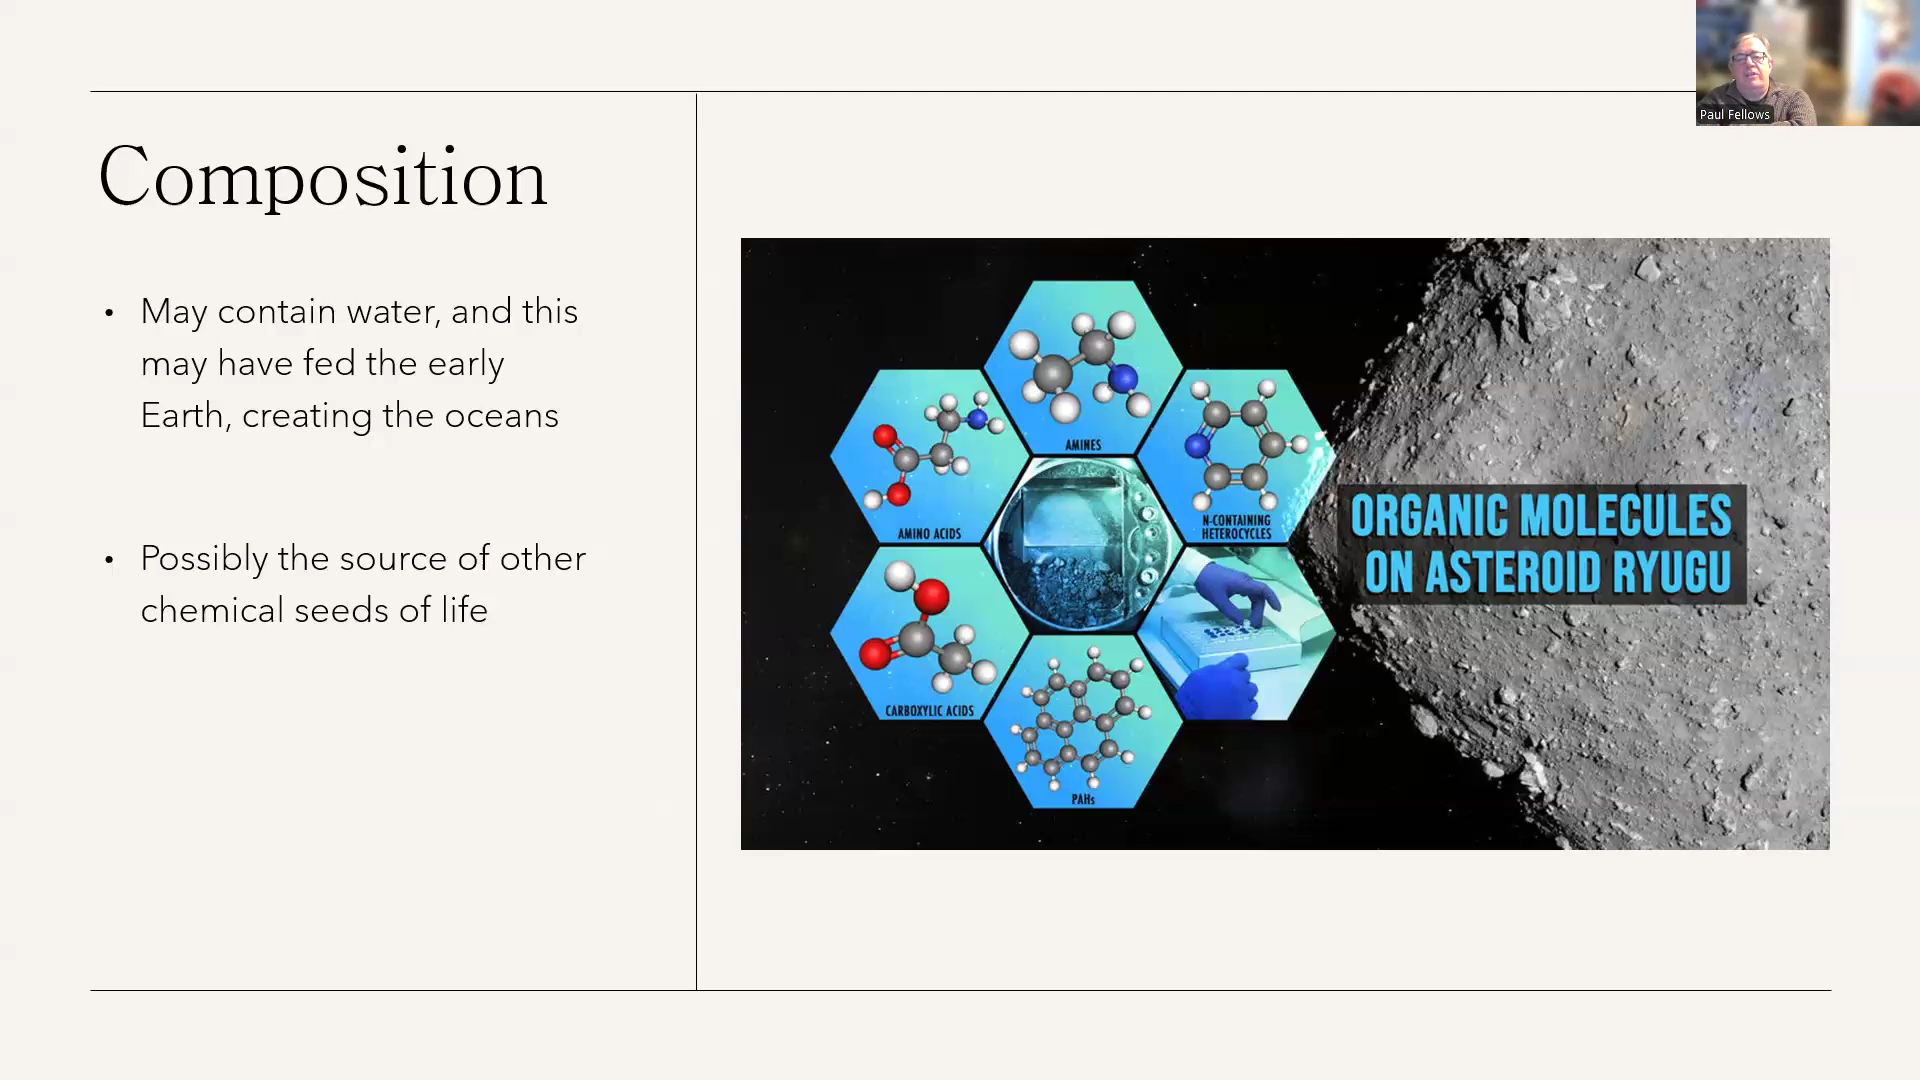 Paul Fellows
Composition
• May contain water, and this
may have fed the early
Earth, creating the oceans
• Possibly the source of other
chemical seeds of life
AMINES
AMINO ACIDS
N-CONTAINING
HETEROCYCLES
CARBOXYLIC ACIDS
PAHs
ORGANIC MOLECULES
ON ASTEROID RYUGU